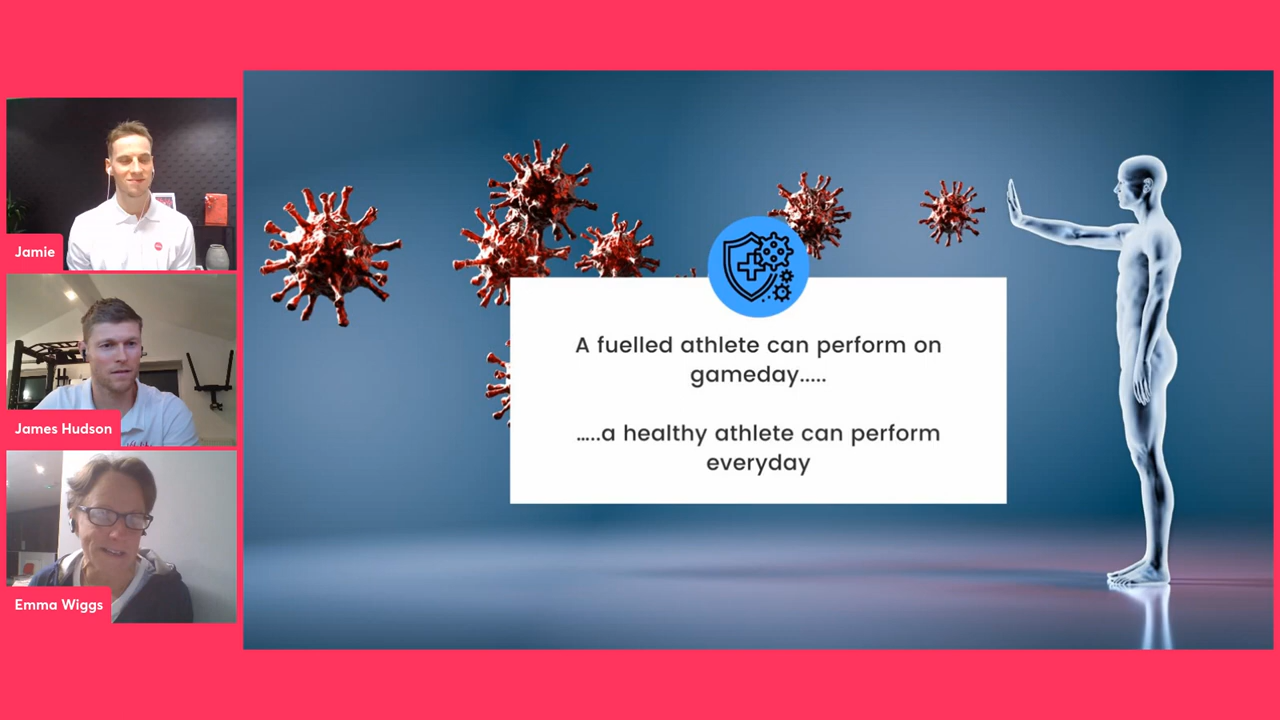 Jamie
James Hudson
Emma Wiggs
A fuelled athlete can perform on
gameday.....
.....a healthy athlete can perform
everyday